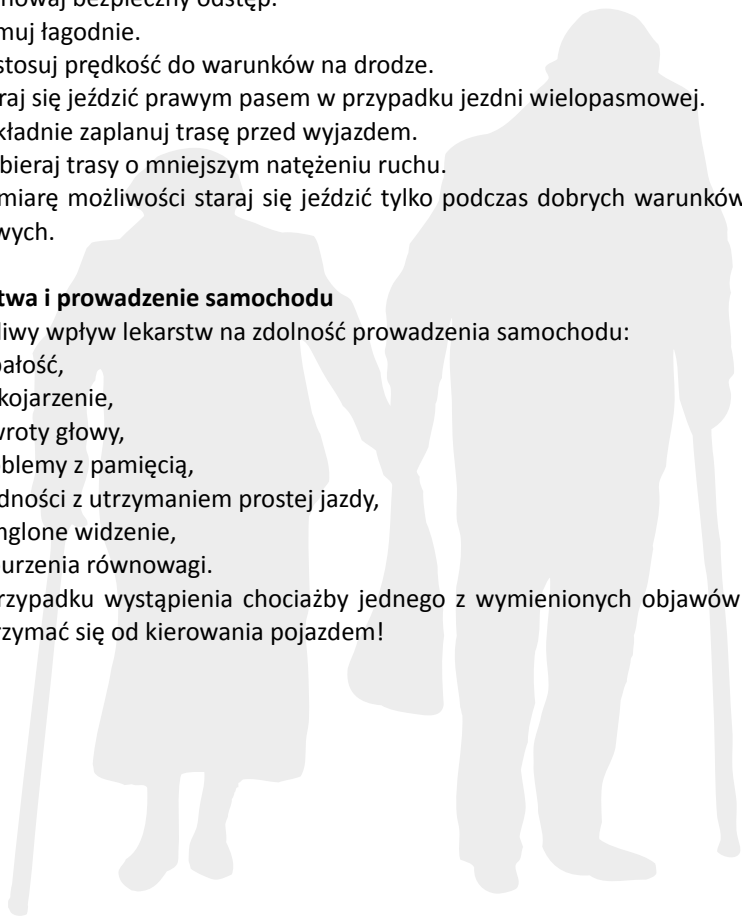 nowaj bezpieczny odstęp.
muj łagodnie.
stosuj prędkość do warunków na drodze.
raj się jeździć prawym pasem w przypadku jezdni wielopasmowej.
kładnie zaplanuj trasę przed wyjazdem.
bieraj trasy o mniejszym natężeniu ruchu.
miarę możliwości staraj się jeździć tylko podczas dobrych warunków
wych.
twa i prowadzenie samochodu
liwy wpływ lekarstw na zdolność prowadzenia samochodu:
pałość,
kojarzenie,
wroty głowy,
blemy z pamięcią,
dności z utrzymaniem prostej jazdy,
mglone widzenie,
urzenia równowagi.
rzypadku wystąpienia chociażby jednego z wymienionych objawów
rzymać się od kierowania pojazdem!